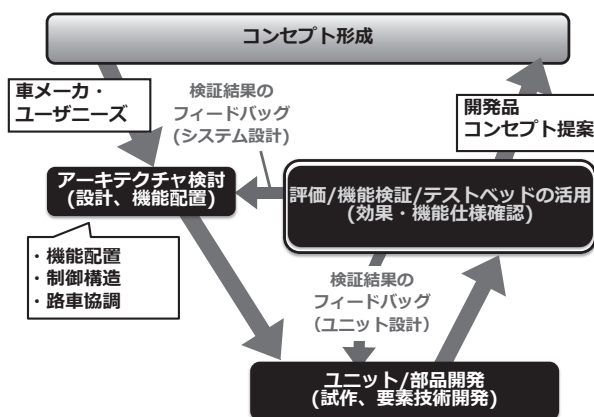 コンセプト形成
車メーカ・
ユーザニーズ
検証結果の
フィードバッグ
(システム設計)
開発品
コンセプト提案
アーキテクチャ検討
(設計、機能配置)
評価/機能検証/テストベッドの活用
(効果・機能仕様確認)
・機能配置
・制御構造
・路車協調
検証結果の
フィードバッグ
（ユニット設計）
ユニット/部品開発
(試作、要素技術開発)